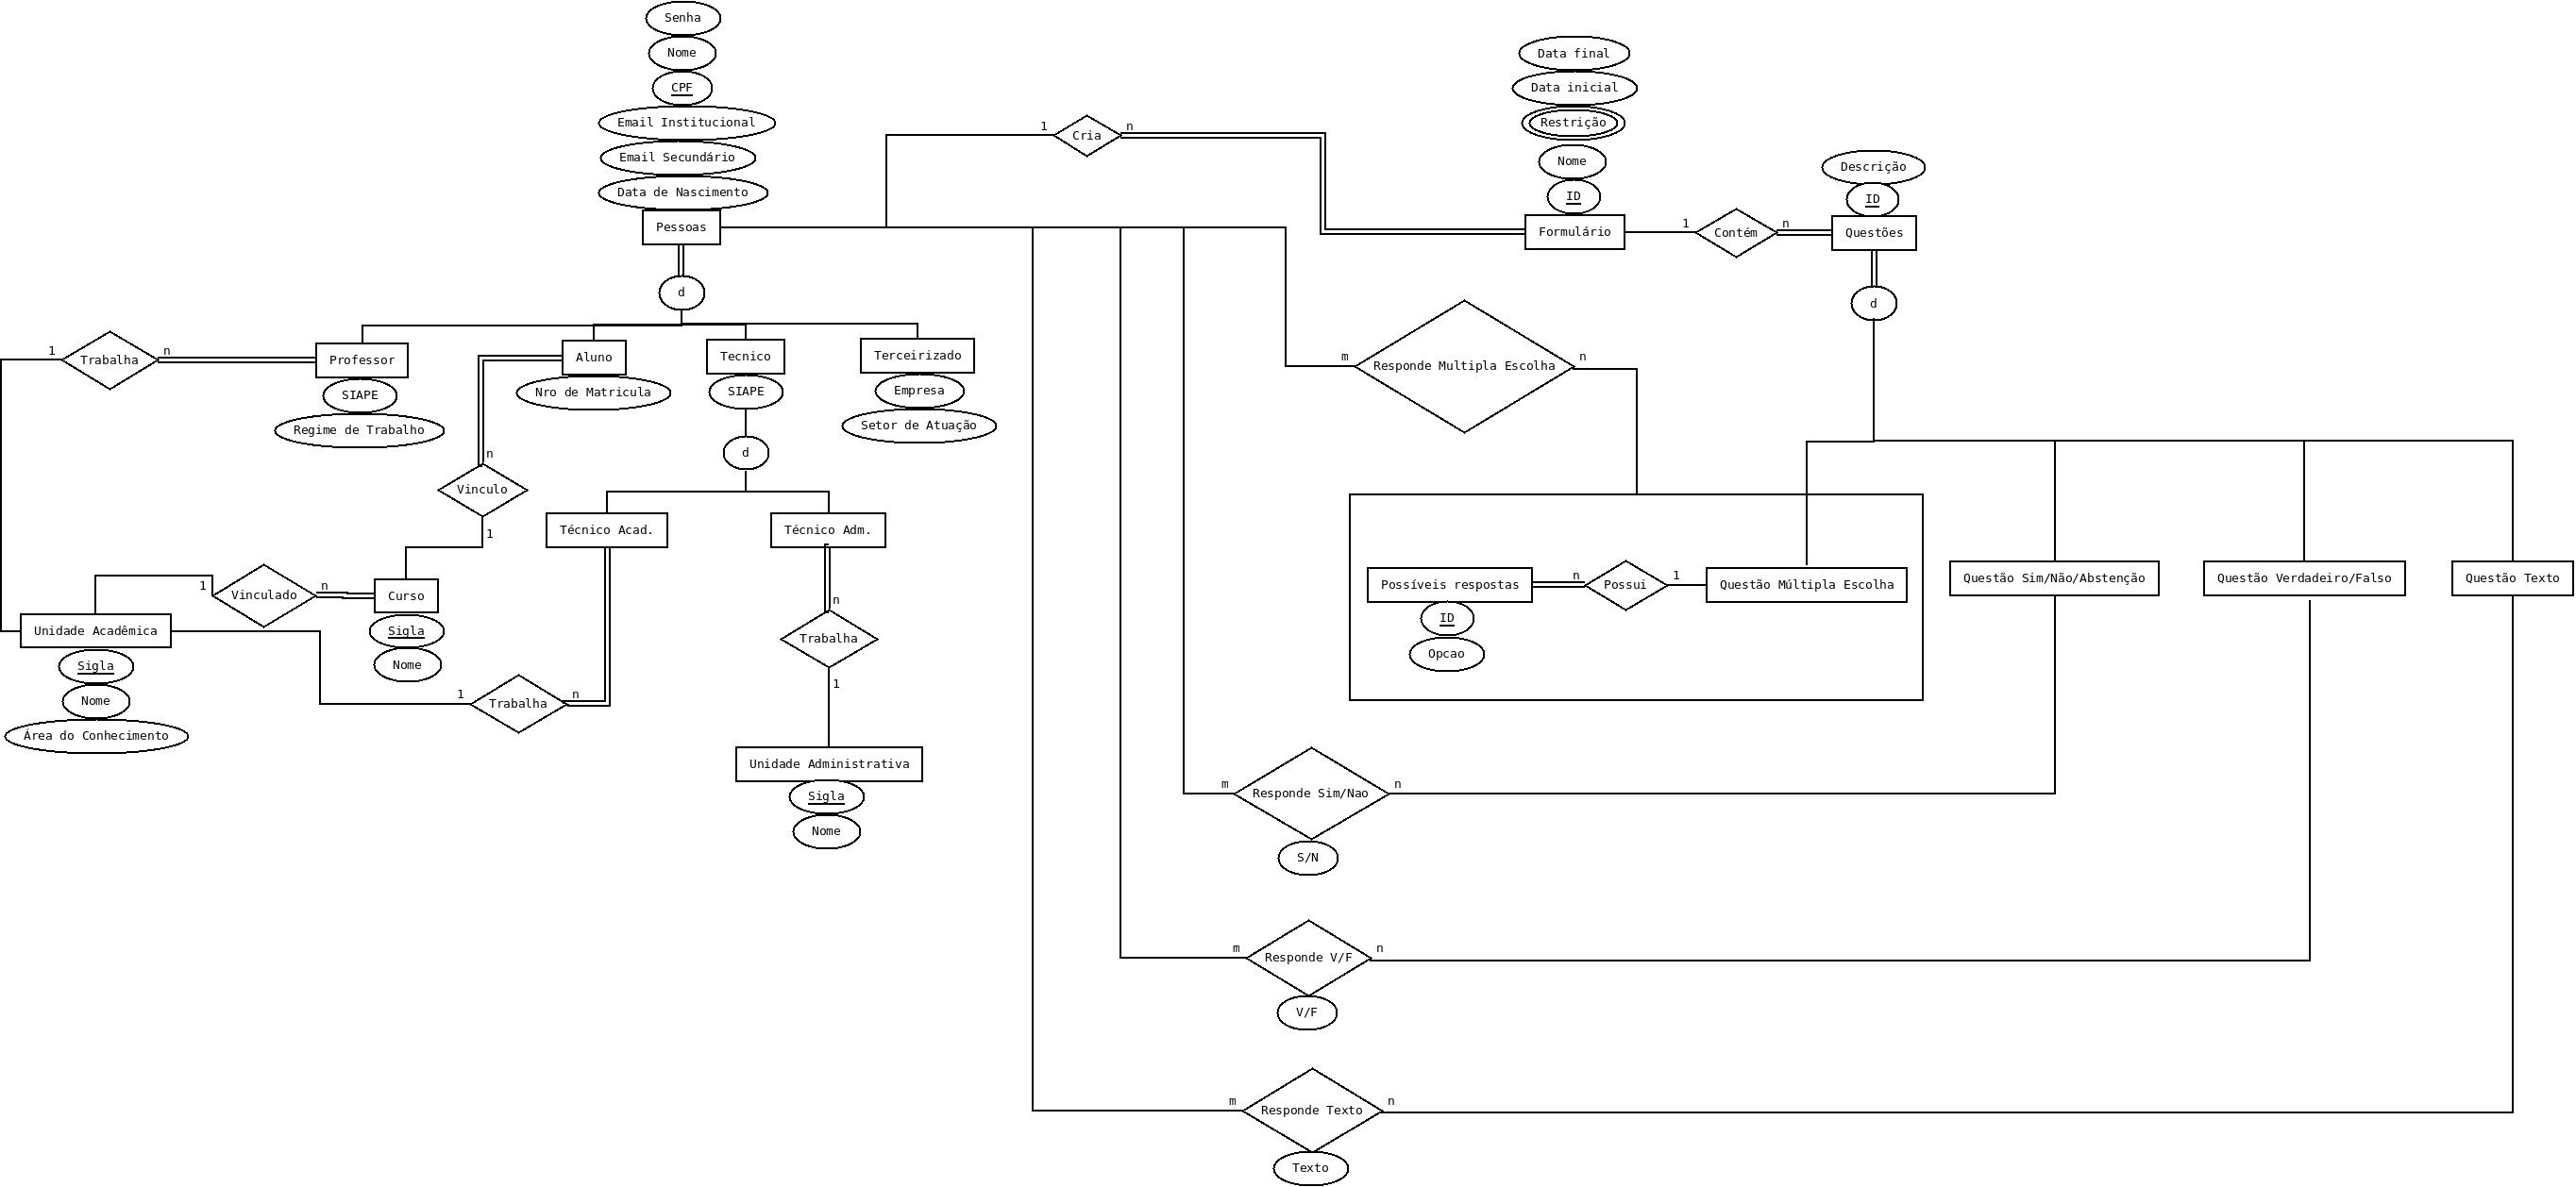 Senha
Nome
CPF
Email Institucional
Email Secundário
Data de Nascimento
Pessoas
d
1
Cria
n
Data final
Data inicial
Restrição
Nome
ID
Formulário
1
Contém
n
Descrição
ID
Questões
d
1
Trabalha
n
Professor
SIAPE
Regime de Trabalho
Aluno
Nro de Matricula
Tecnico
SIAPE
d
Terceirizado
Empresa
Setor de Atuação
n
Vinculo
1
Técnico Acad.
Técnico Adm.
1
Vinculado
n
Curso
Sigla
Nome
Unidade Acadêmica
Sigla
Nome
Área do Conhecimento
1
Trabalha
n
n
Trabalha
1
Unidade Administrativa
Sigla
Nome
m
Responde Multipla Escolha
n
Possíveis respostas
ID
Opcao
n
Possui
1
Questão Múltipla Escolha
Questão Sim/Não/Abstenção
Questão Verdadeiro/Falso
Questão Texto
m
Responde Sim/Nao
n
S/N
m
Responde V/F
n
V/F
m
Responde Texto
n
Texto